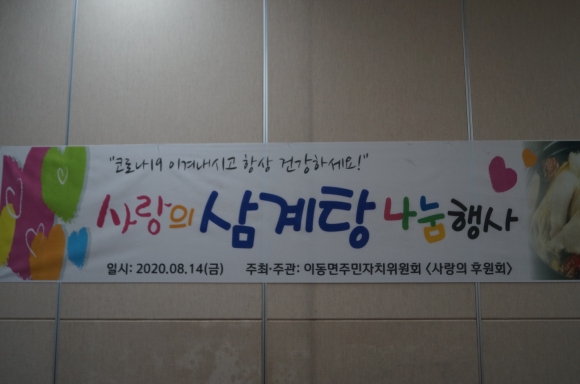 "코로나19 이겨내시고 항상 건강하세요!"
사랑의 삼계탕 나눔행사
일시: 2020.08.14(금) 주최·주관: 이동면주민자치위원회 <사랑의 후원회>